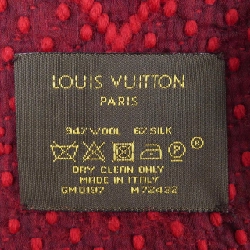 LOUIS VUITTON
PARIS
94% WOOL 6% SILK
DRY CLEAN ONLY
MADE IN ITALY
GM0197 M72432